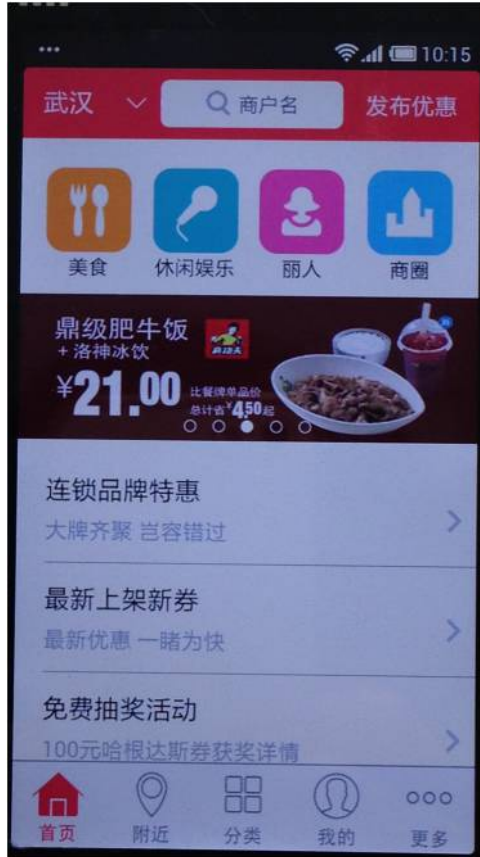 10:15
武汉
商户名
发布优惠
美食
休闲娱乐
丽人
商圈
鼎级肥牛饭
+洛神冰饮
真功夫
¥21.00
比餐牌单品价
总计省¥4.50起
连锁品牌特惠
大牌齐聚 岂容错过
最新上架新券
最新优惠 一睹为快
免费抽奖活动
100元哈根达斯券获奖详情
首页
附近
分类
我的
更多